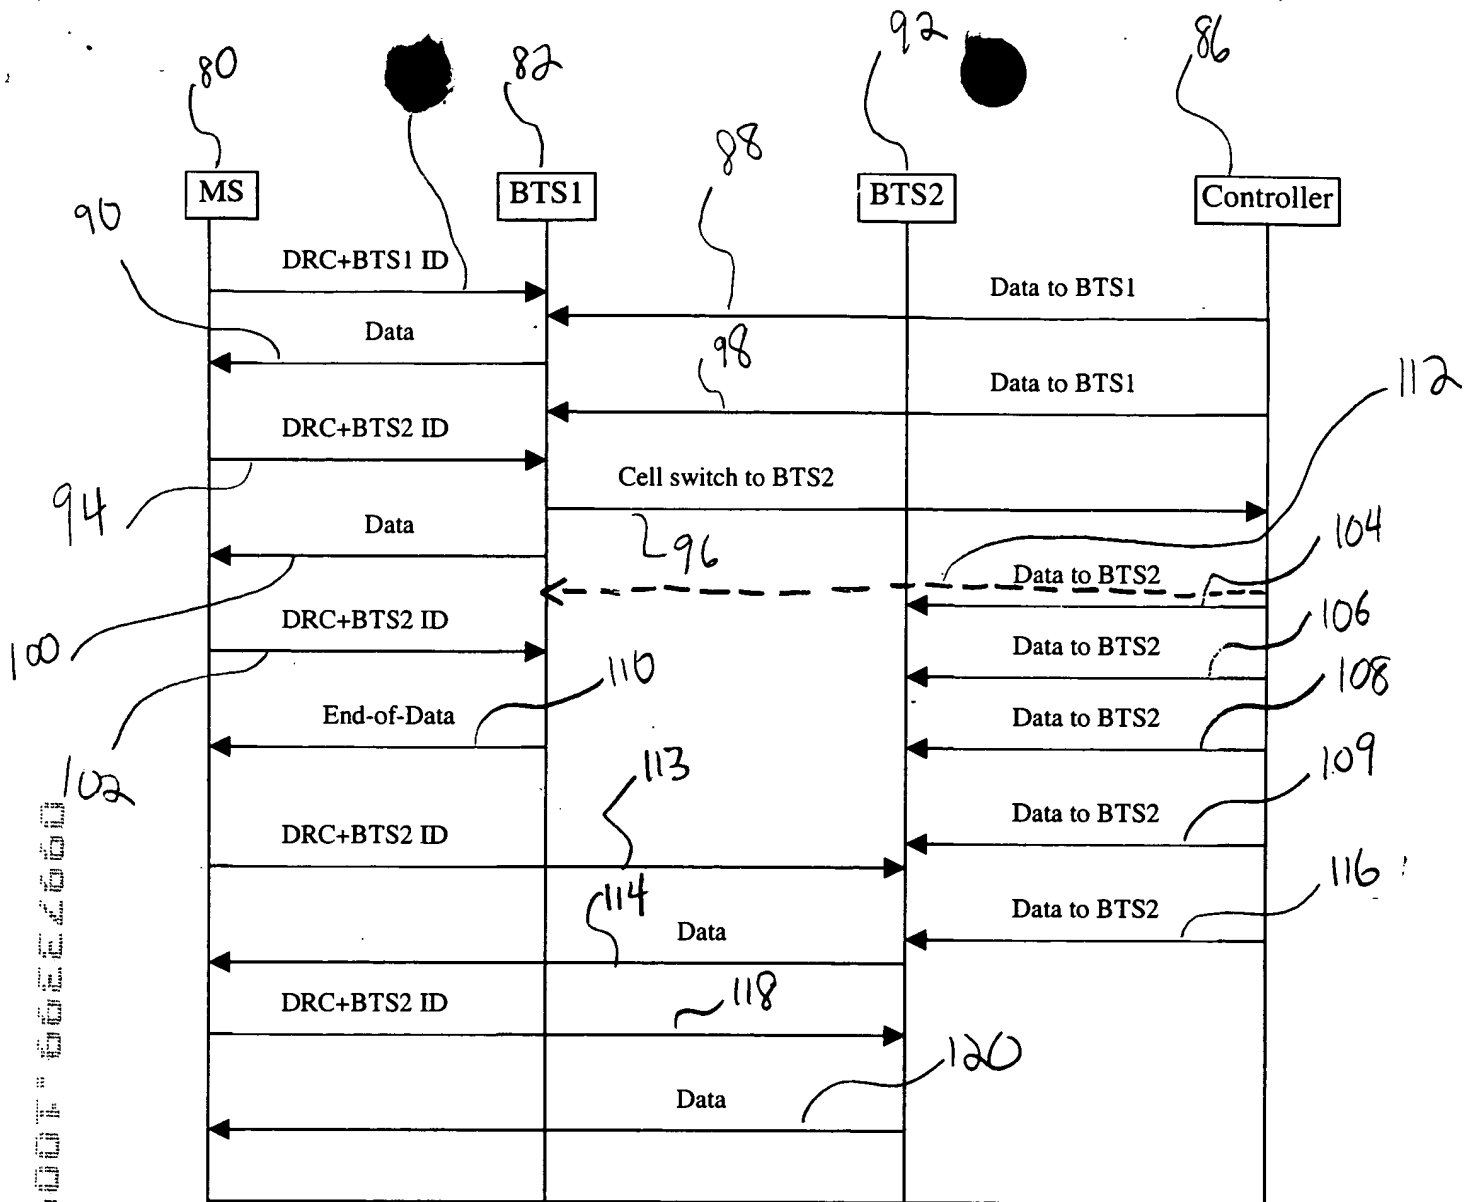 80
82
92
86
MS
BTS1
BTS2
Controller
88
90
DRC+BTS1 ID
Data to BTS1
Data
98
Data to BTS1
112
DRC+BTS2 ID
94
Cell switch to BTS2
Data
96
104
Data to BTS2
100
DRC+BTS2 ID
106
Data to BTS2
110
108
End-of-Data
Data to BTS2
102
113
109
DRC+BTS2 ID
Data to BTS2
114
116
Data
Data to BTS2
DRC+BTS2 ID
118
120
Data